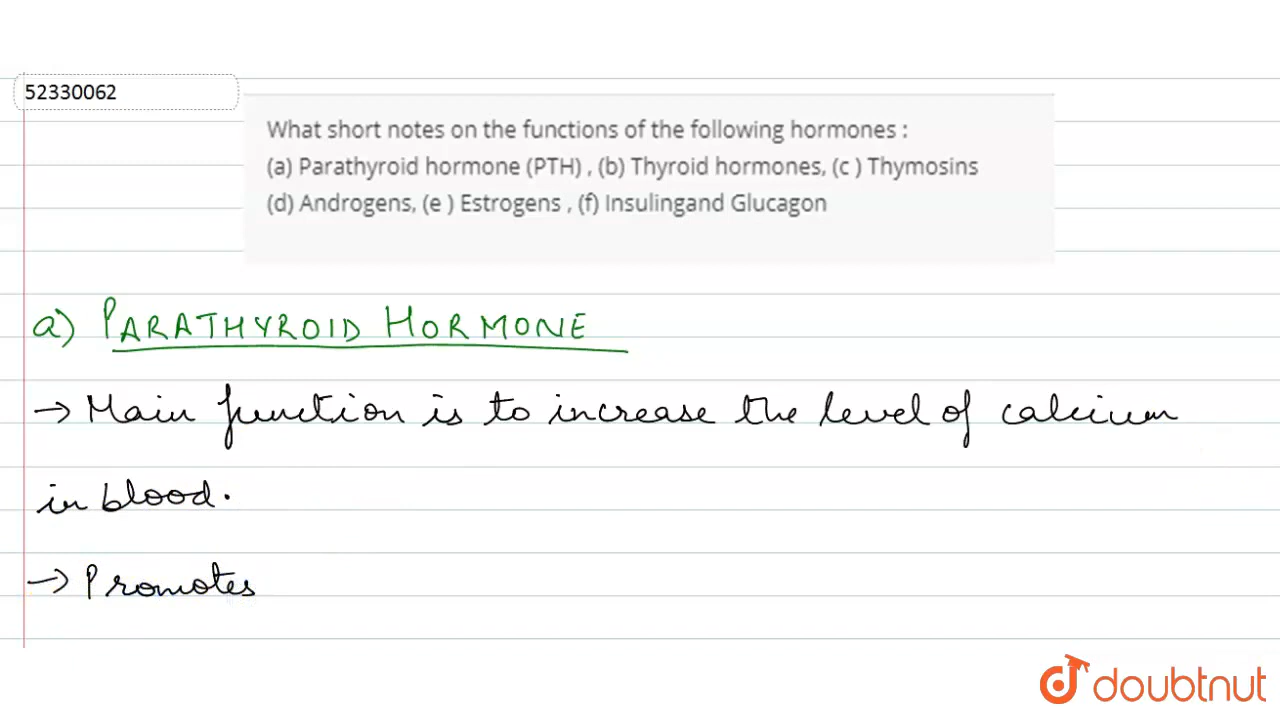 52330062
What short notes on the functions of the following hormones :
(a) Parathyroid hormone (PTH) , (b) Thyroid hormones, (c ) Thymosins
(d) Androgens, (e ) Estrogens , (f) Insulingand Glucagon
a) PARATHYROID HORMONE
→ Main function is to increase the level of calcium
in blood.
→ Promotes
doubtnut